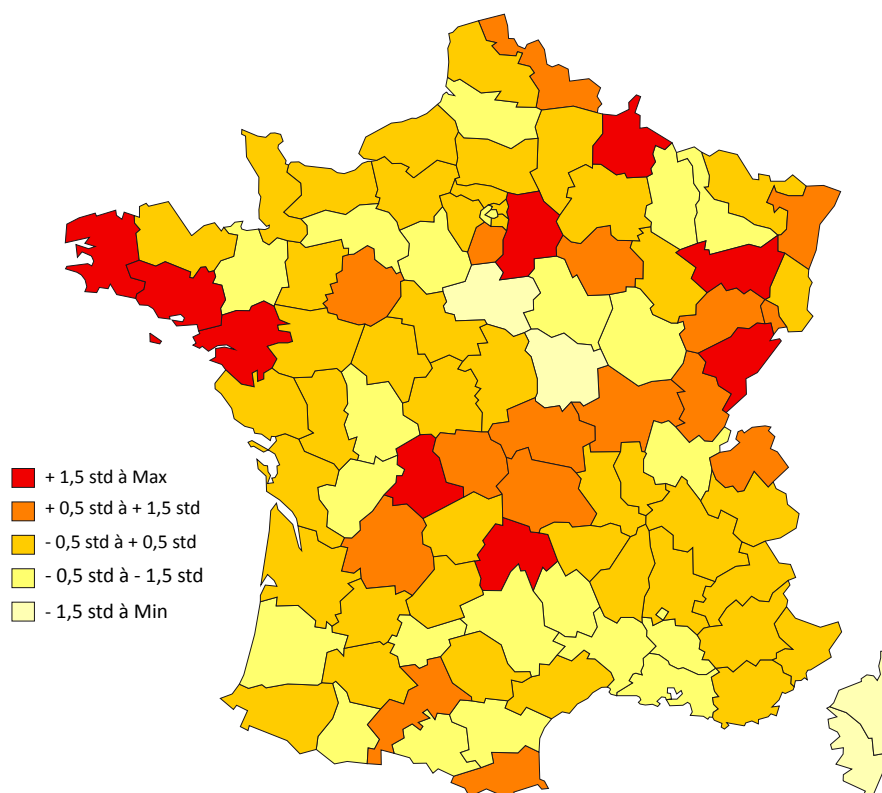 + 1,5 std à Max
+ 0,5 std à + 1,5 std
- 0,5 std à + 0,5 std
- 0,5 std à - 1,5 std
- 1,5 std à Min